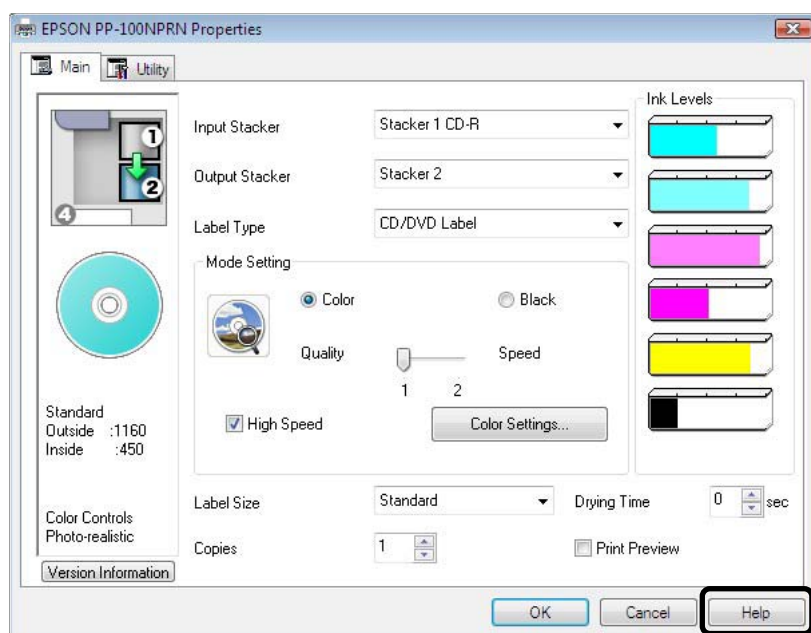 EPSON PP-100NPRN Properties
Main
Utility
1
2
4
Standard
Outside :1160
Inside :450
Color Controls
Photo-realistic
Version Information
Input Stacker
Stacker 1 CD-R
Output Stacker
Stacker 2
Label Type
CD/DVD Label
Mode Setting
Color
Black
Quality
Speed
1 2
High Speed
Color Settings...
Label Size
Standard
Drying Time
0
sec
Copies
1
Print Preview
Ink Levels
OK
Cancel
Help